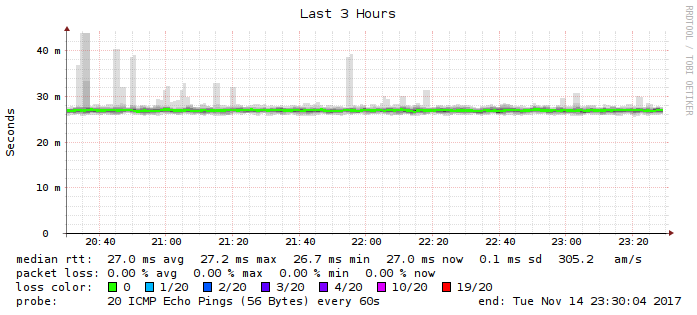 Last 3 Hours
RRDTOOL / TOBI OETIKER
Seconds
40 m
30 m
20 m
10 m
0
20:40 21:00 21:20 21:40 22:00 22:20 22:40 23:00 23:20
median rtt: 27.0 ms avg 27.2 ms max 26.7 ms min 27.0 ms now 0.1 ms sd 305.2 am/s
packet loss: 0.00 % avg 0.00 % max 0.00 % min 0.00 % now
loss color: 0 1/20 2/20 3/20 4/20 10/20 19/20
probe: 20 ICMP Echo Pings (56 Bytes) every 60s end: Tue Nov 14 23:30:04 2017